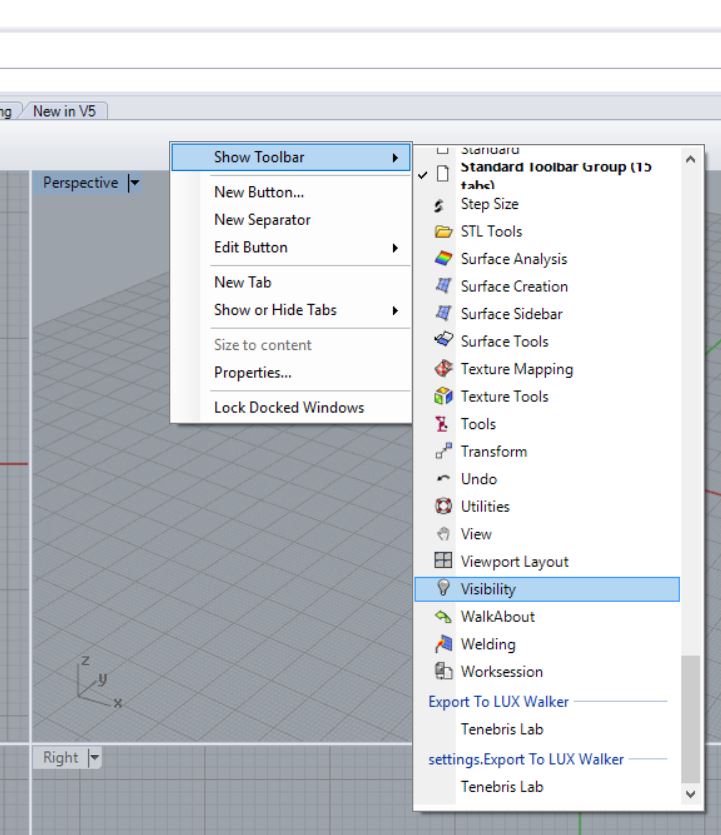 ng
New in V5
Perspective
Show Toolbar
New Button...
New Separator
Edit Button
New Tab
Show or Hide Tabs
Size to content
Properties...
Lock Docked Windows
Standard
Standard Toolbar Group (15
tabs)
Step Size
STL Tools
Surface Analysis
Surface Creation
Surface Sidebar
Surface Tools
Texture Mapping
Texture Tools
Tools
Transform
Undo
Utilities
View
Viewport Layout
Visibility
WalkAbout
Welding
Worksession
Export To LUX Walker
Tenebris Lab
settings.Export To LUX Walker
Tenebris Lab
z
y
x
Right